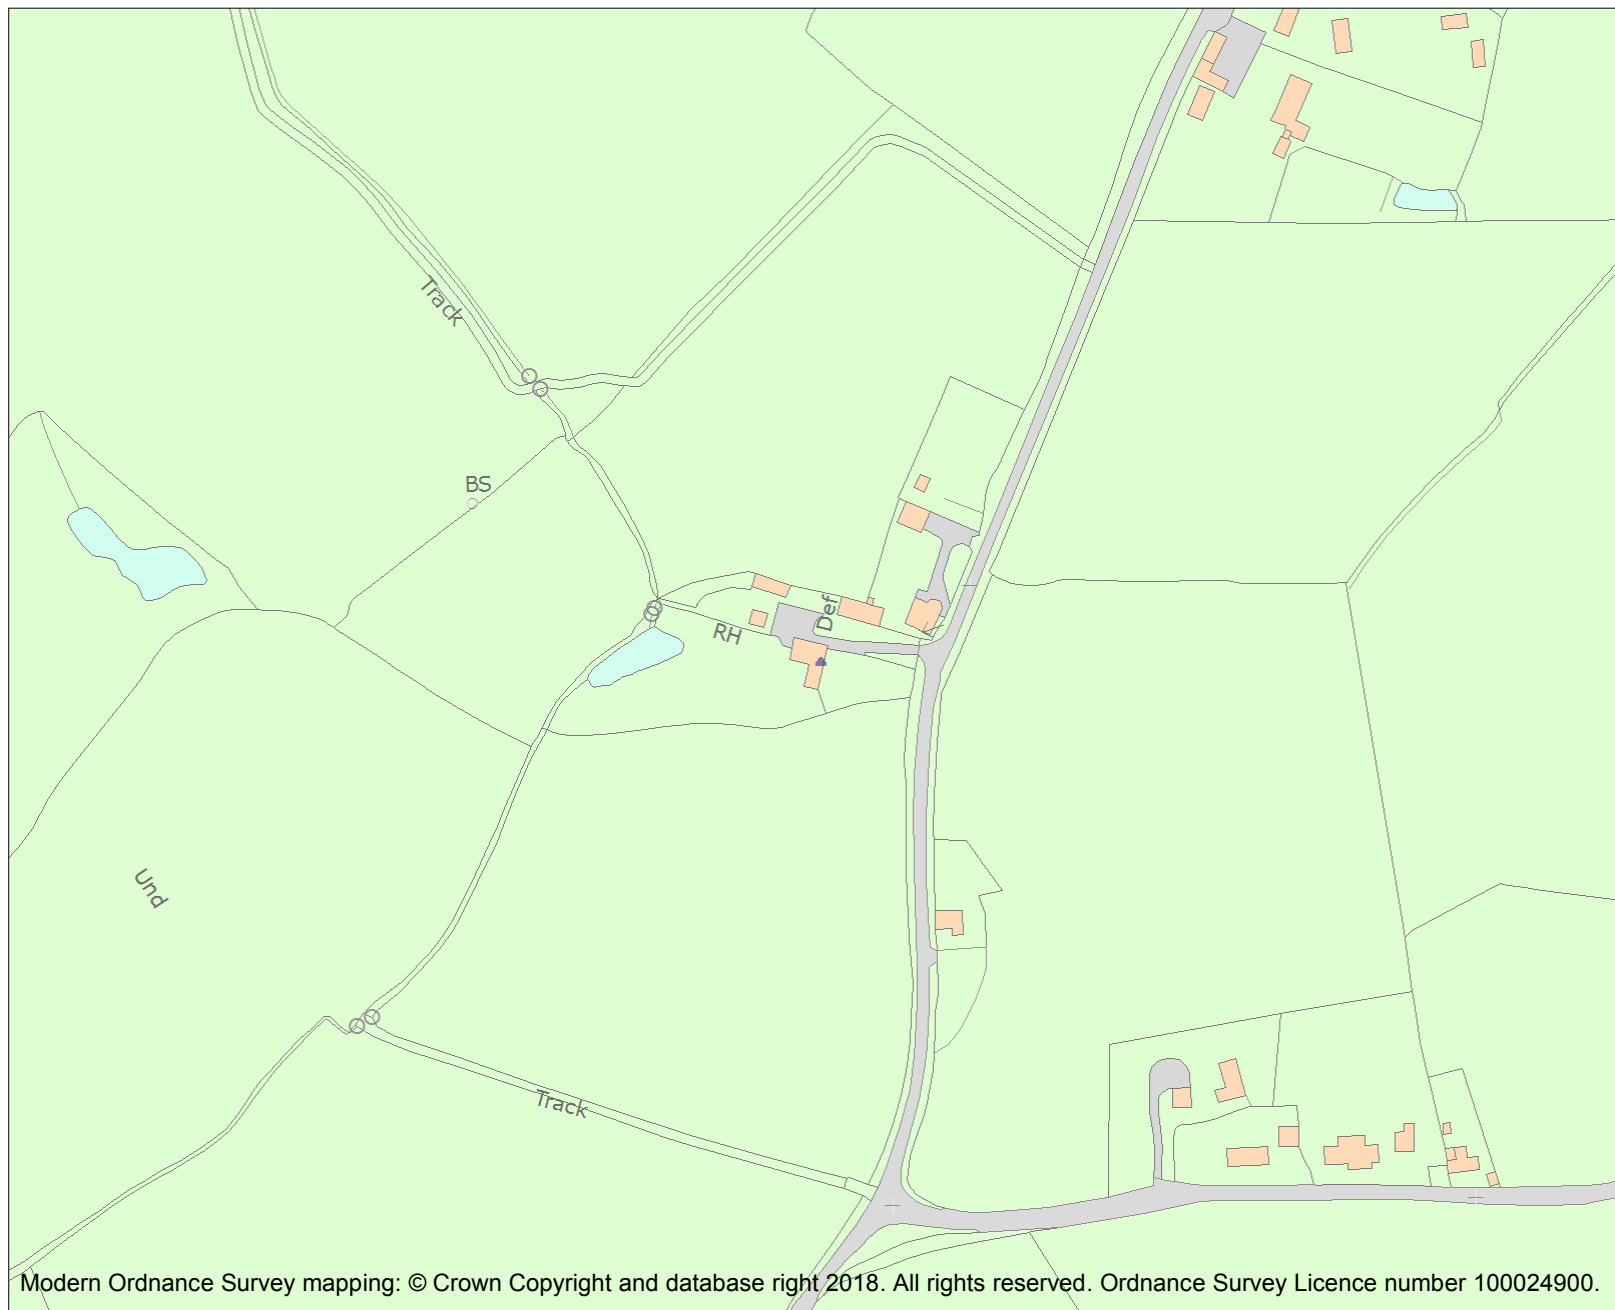 Track
BS
Def
RH
Und
Track
Modern Ordnance Survey mapping: © Crown Copyright and database right 2018. All rights reserved. Ordnance Survey Licence number 100024900.